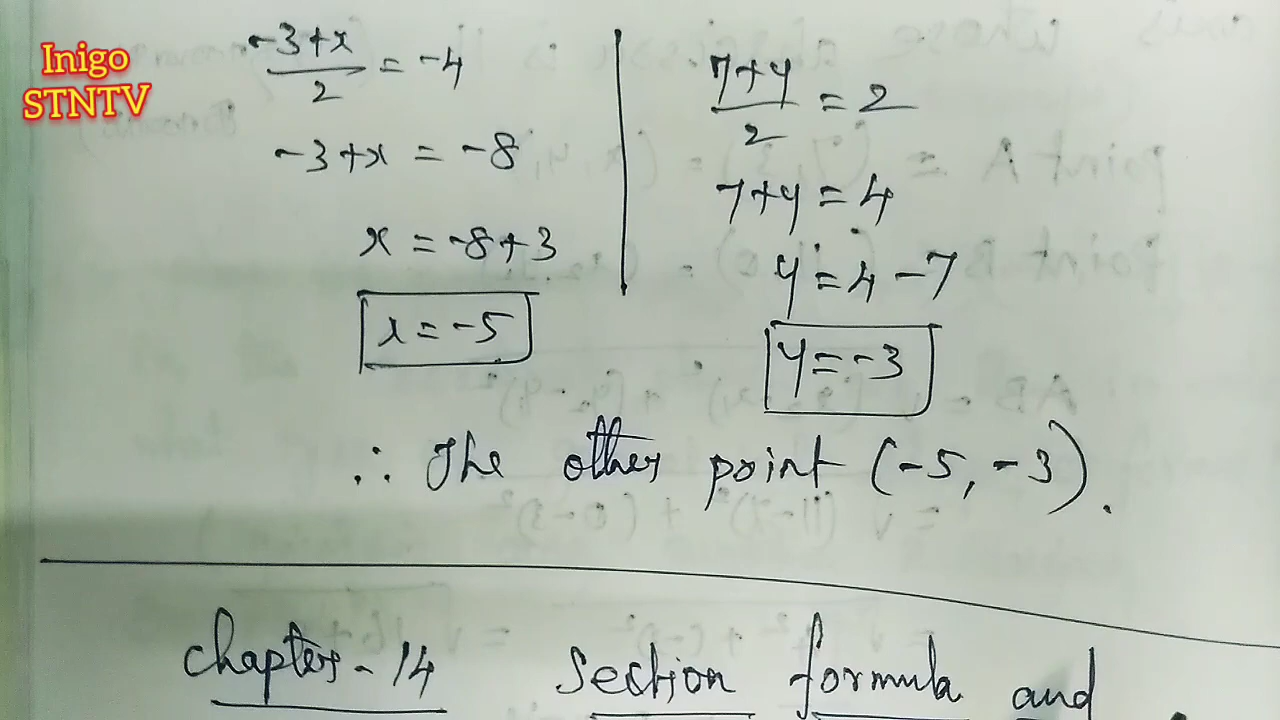 Inigo
STNTV
-3+x/2 = -4
-3+x = -8
x = -8+3
x = -5
7+y/2 = 2
7+y = 4
y = 4-7
y = -3
∴ The other point (-5, -3).
Chapter-14 Section formula and